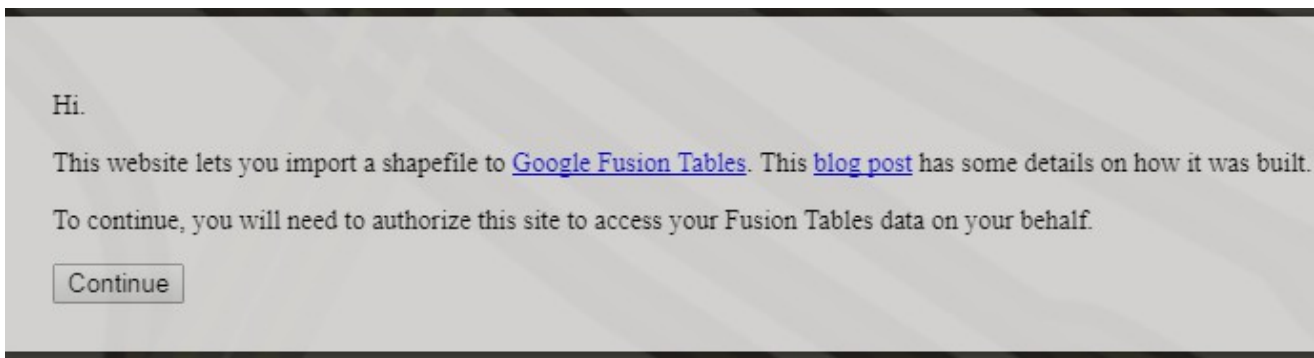 Hi.
This website lets you import a shapefile to Google Fusion Tables. This blog post has some details on how it was built.
To continue, you will need to authorize this site to access your Fusion Tables data on your behalf.
Continue